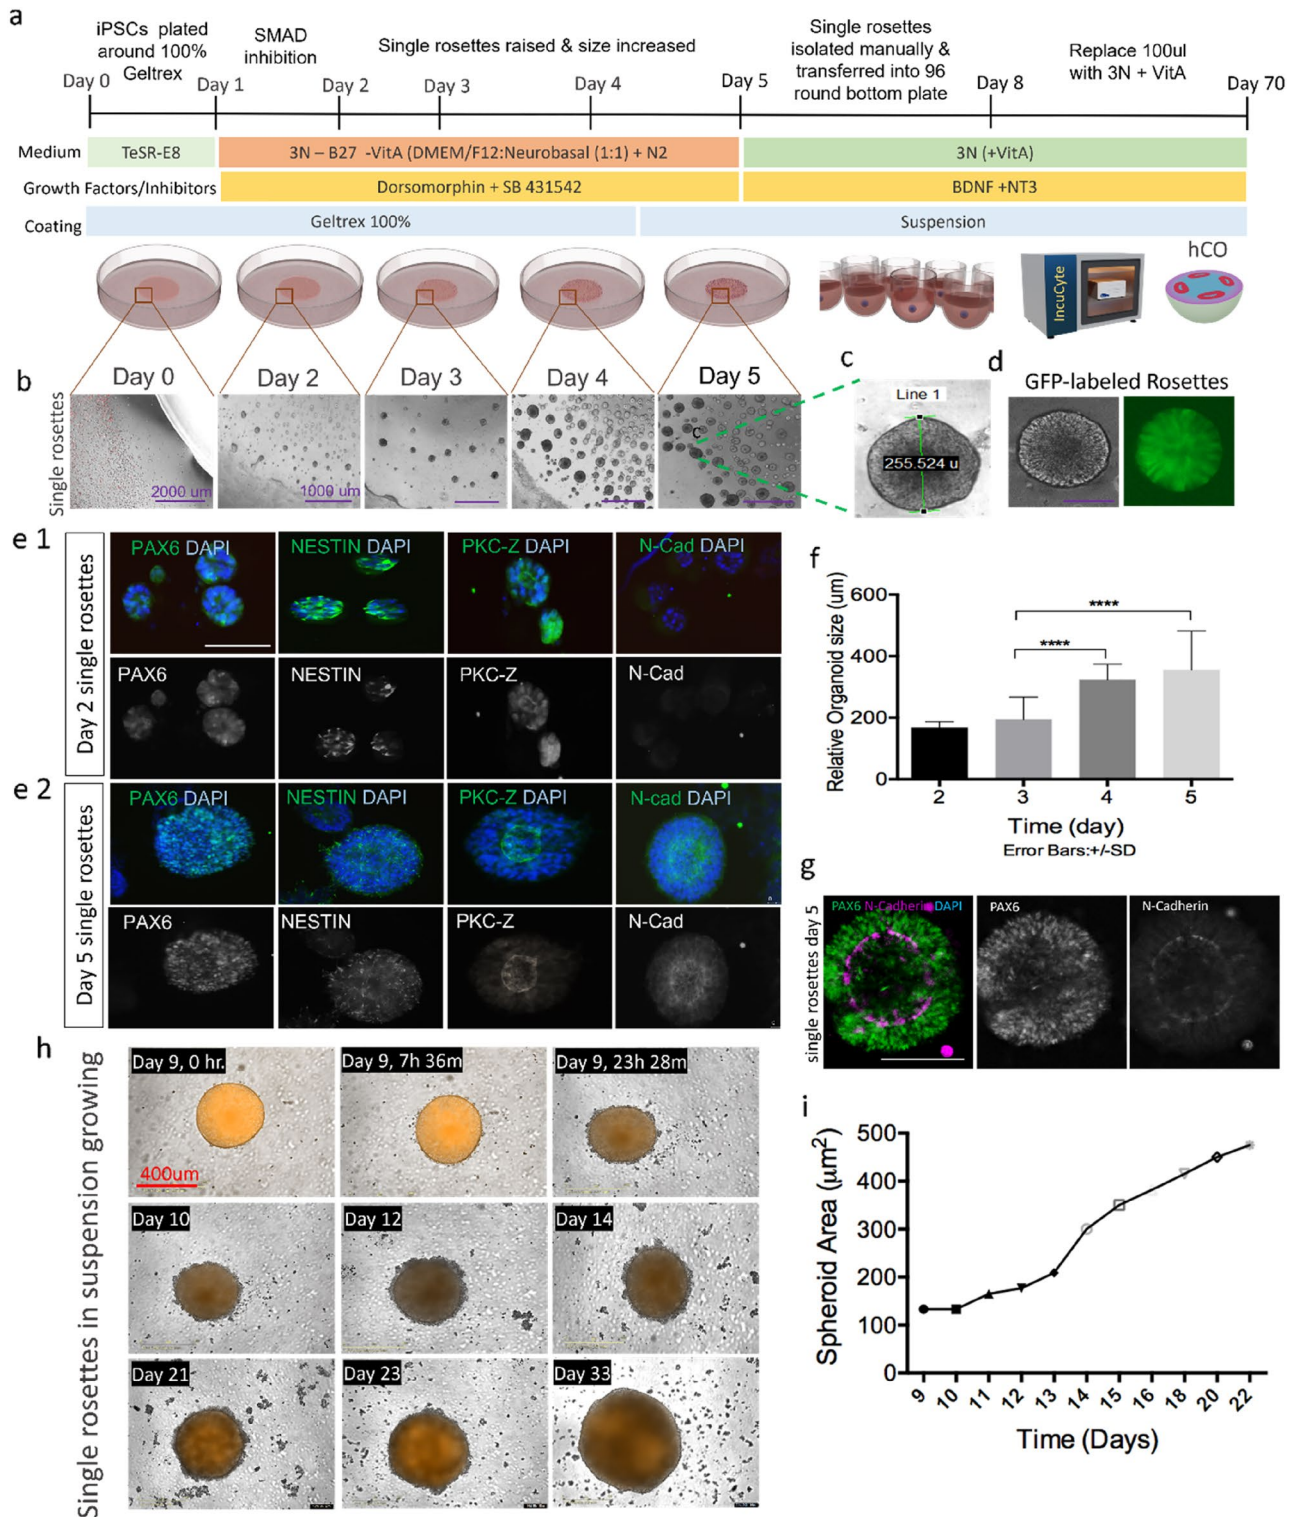 a
iPSCs plated
around 100%
Geltrex
SMAD
inhibition
Single rosettes raised & size increased
Single rosettes
isolated manually &
transferred into 96
round bottom plate
Replace 100ul
with 3N + VitA
Day 0
Day 1
Day 2
Day 3
Day 4
Day 5
Day 8
Day 70
Medium
TeSR-E8
3N – B27 -VitA (DMEM/F12:Neurobasal (1:1) + N2
3N (+VitA)
Growth Factors/Inhibitors
Dorsomorphin + SB 431542
BDNF +NT3
Coating
Geltrex 100%
Suspension
IncuCyte
hCO
b
Single rosettes
Day 0
Day 2
Day 3
Day 4
Day 5
2000 um
1000 um
c
c
Line 1
255.524 u
d
GFP-labeled Rosettes
e 1
Day 2 single rosettes
PAX6 DAPI
NESTIN DAPI
PKC-Z DAPI
N-Cad DAPI
PAX6
NESTIN
PKC-Z
N-Cad
e 2
Day 5 single rosettes
PAX6 DAPI
NESTIN DAPI
PKC-Z DAPI
N-cad DAPI
PAX6
NESTIN
PKC-Z
N-Cad
f
Relative Organoid size (um)
600
400
200
0
****
****
2
3
4
5
Time (day)
Error Bars:+/-SD
g
single rosettes day 5
PAX6 N-Cadherin DAPI
PAX6
N-Cadherin
h
Single rosettes in suspension growing
Day 9, 0 hr.
Day 9, 7h 36m
Day 9, 23h 28m
400um
Day 10
Day 12
Day 14
Day 21
Day 23
Day 33
i
Spheroid Area (μm²)
500
400
300
200
100
0
9
10
11
12
13
14
15
16
18
20
22
Time (Days)